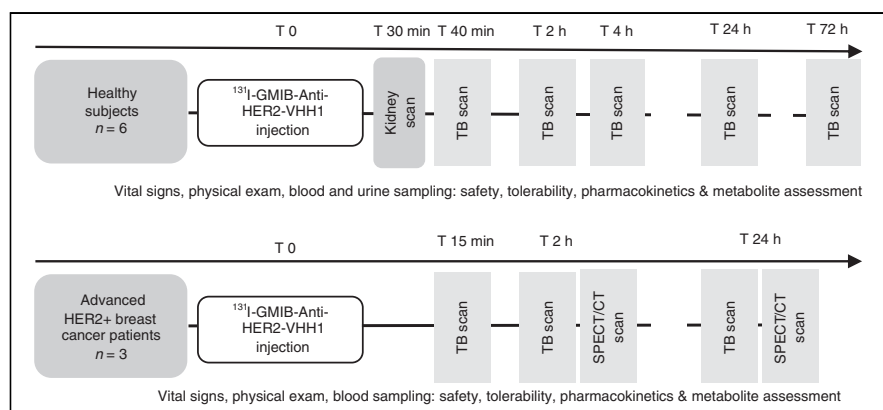 T 0 T 30 min T 40 min T 2 h T 4 h T 24 h T 72 h
Healthy
subjects
n = 6
¹³¹I-GMIB-Anti-
HER2-VHH1
injection
Kidney
scan
TB scan
TB scan
TB scan
TB scan
TB scan
Vital signs, physical exam, blood and urine sampling: safety, tolerability, pharmacokinetics & metabolite assessment
T 0 T 15 min T 2 h T 24 h
Advanced
HER2+ breast
cancer patients
n = 3
¹³¹I-GMIB-Anti-
HER2-VHH1
injection
TB scan
TB scan
SPECT/CT
scan
TB scan
SPECT/CT
scan
Vital signs, physical exam, blood sampling: safety, tolerability, pharmacokinetics & metabolite assessment